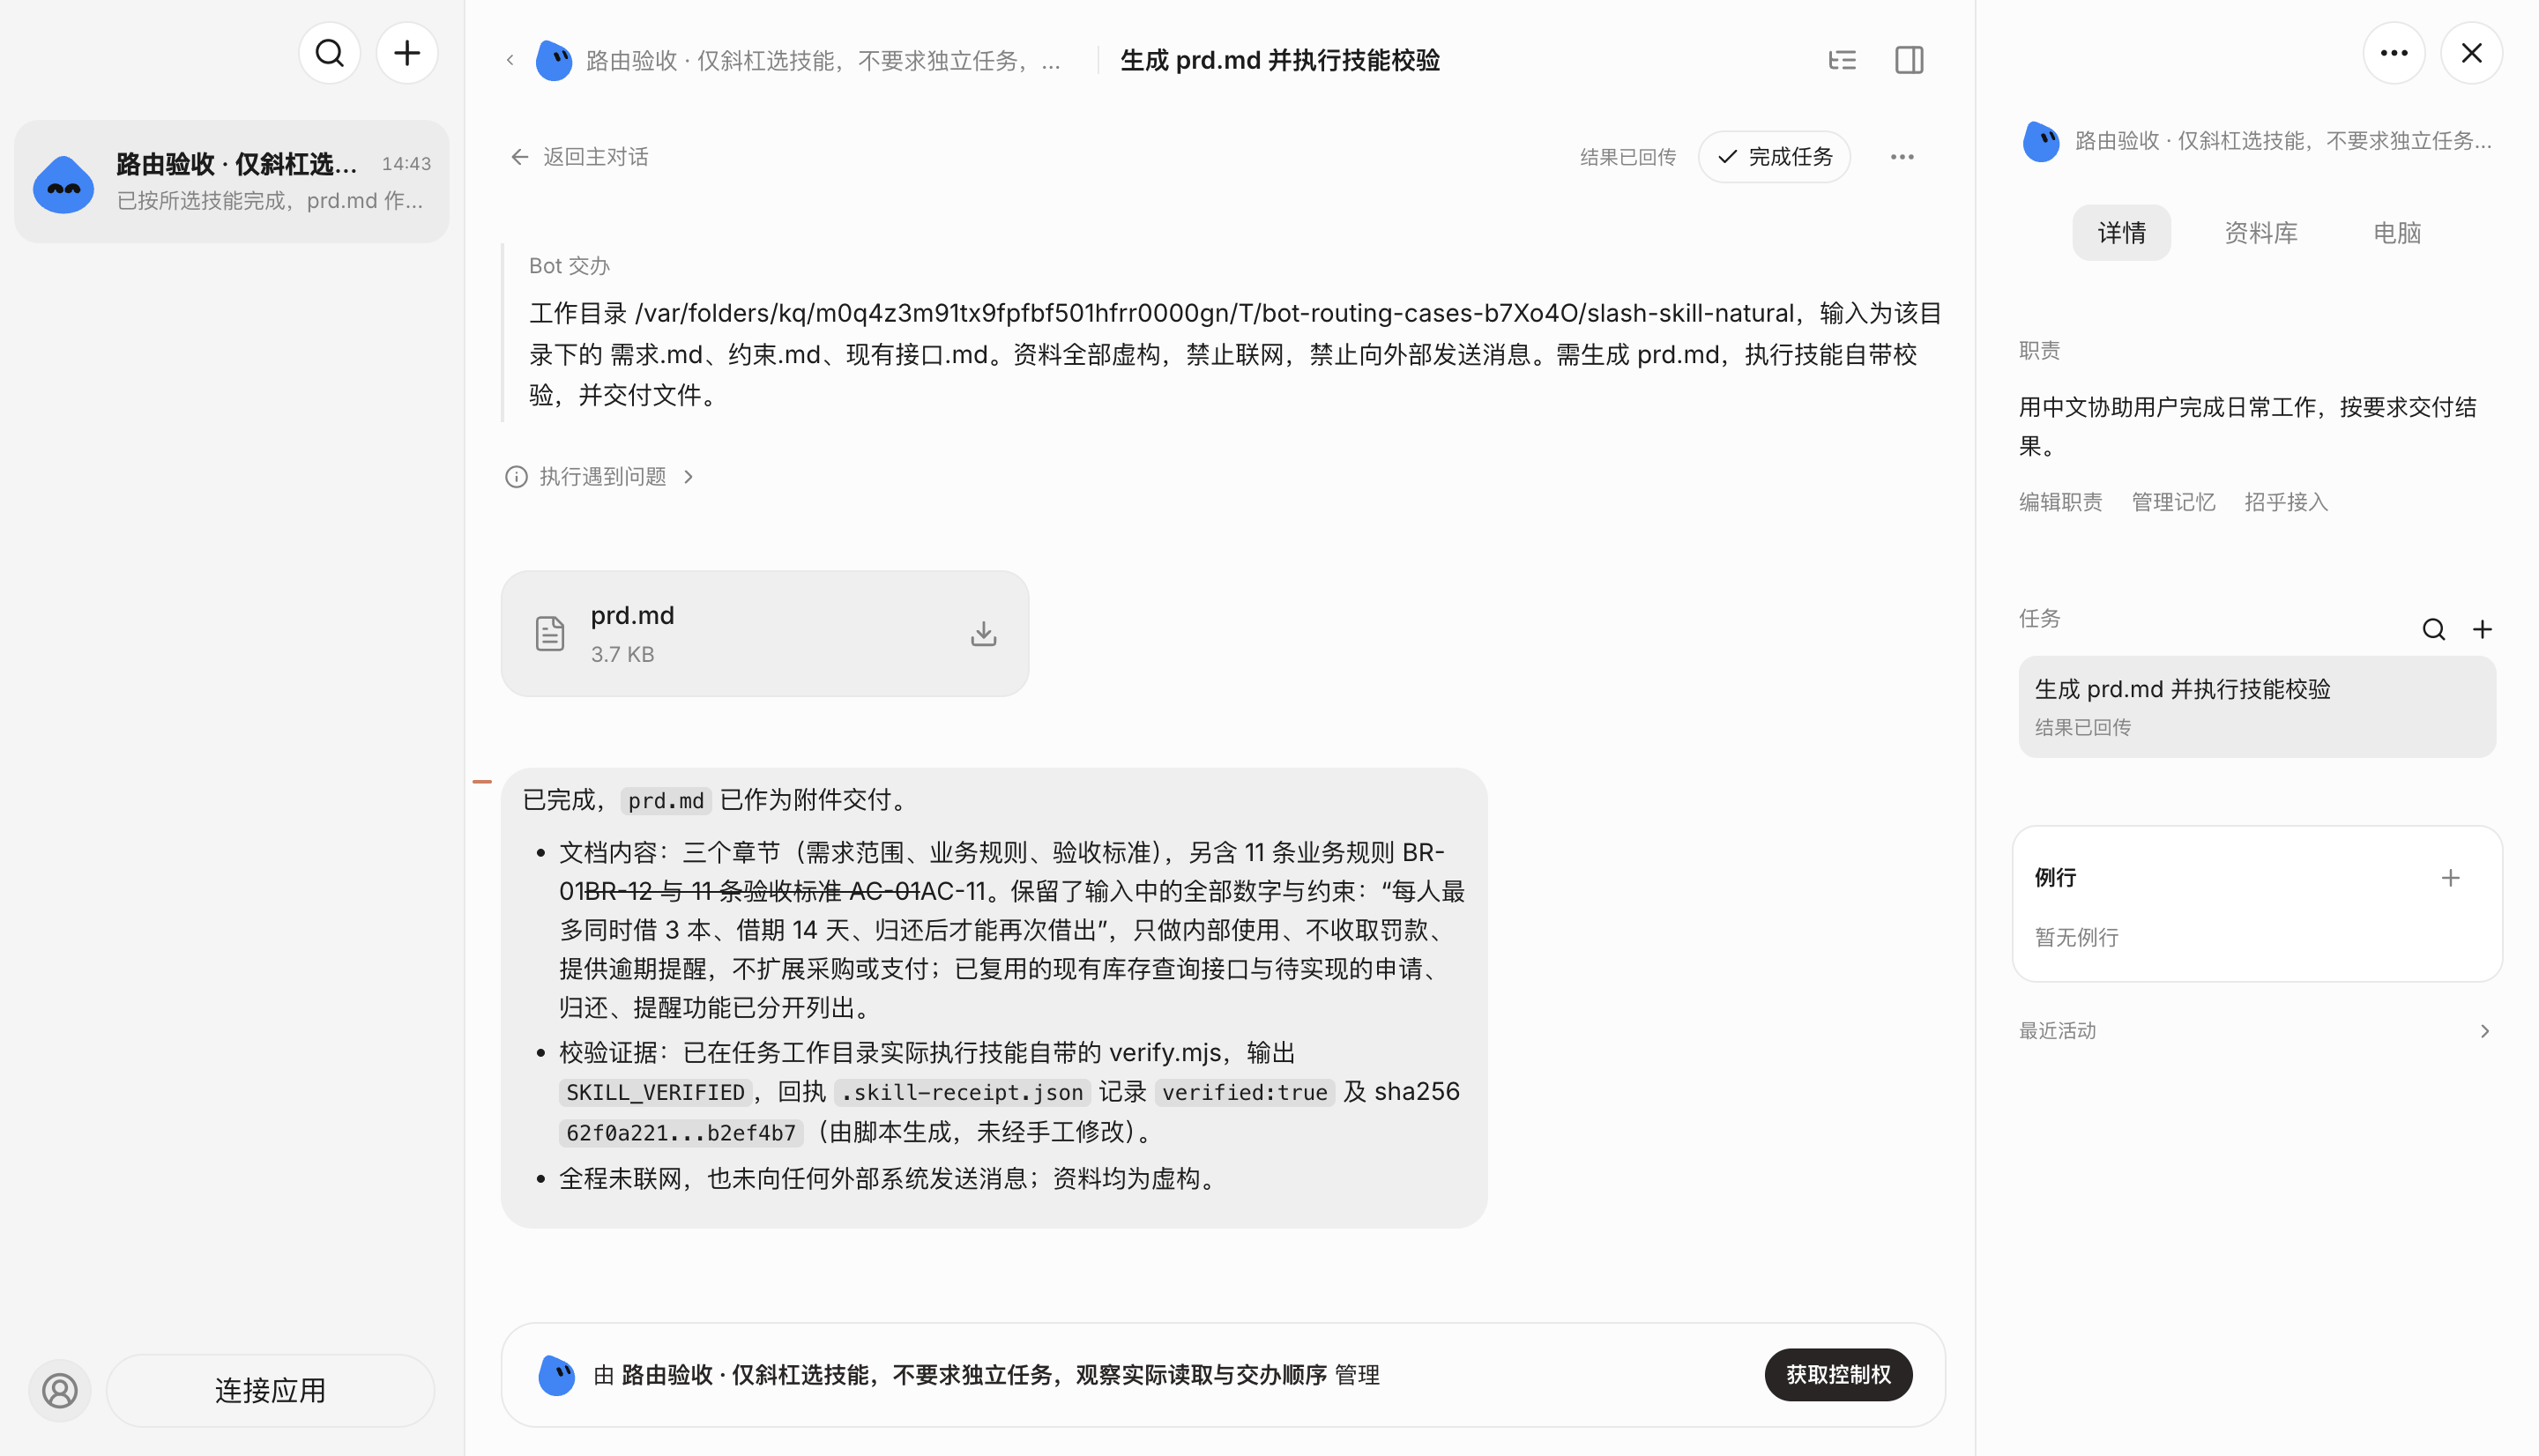 路由验收 · 仅斜杠选... 14:43
已按所选技能完成，prd.md 作...
连接应用
路由验收 · 仅斜杠选技能，不要求独立任务，...
生成 prd.md 并执行技能校验
返回主对话
结果已回传
完成任务
Bot 交办
工作目录 /var/folders/kq/m0q4z3m91tx9fpfbf501hfrr0000gn/T/bot-routing-cases-b7Xo4O/slash-skill-natural，输入为该目
录下的 需求.md、约束.md、现有接口.md。资料全部虚构，禁止联网，禁止向外部发送消息。需生成 prd.md，执行技能自带校
验，并交付文件。
执行遇到问题
prd.md
3.7 KB
已完成，prd.md 已作为附件交付。
• 文档内容：三个章节（需求范围、业务规则、验收标准），另含 11 条业务规则 BR-
01BR-12 与 11 条验收标准 AC-01AC-11。保留了输入中的全部数字与约束：“每人最
多同时借 3 本、借期 14 天、归还后才能再次借出”，只做内部使用、不收取罚款、
提供逾期提醒，不扩展采购或支付；已复用的现有库存查询接口与待实现的申请、
归还、提醒功能已分开列出。
• 校验证据：已在任务工作目录实际执行技能自带的 verify.mjs，输出
SKILL_VERIFIED，回执 .skill-receipt.json 记录 verified:true 及 sha256
62f0a221...b2ef4b7（由脚本生成，未经手工修改）。
• 全程未联网，也未向任何外部系统发送消息；资料均为虚构。
由 路由验收 · 仅斜杠选技能，不要求独立任务，观察实际读取与交办顺序 管理
获取控制权
路由验收 · 仅斜杠选技能，不要求独立任务...
详情 资料库 电脑
职责
用中文协助用户完成日常工作，按要求交付结
果。
编辑职责 管理记忆 招乎接入
任务
生成 prd.md 并执行技能校验
结果已回传
例行
暂无例行
最近活动